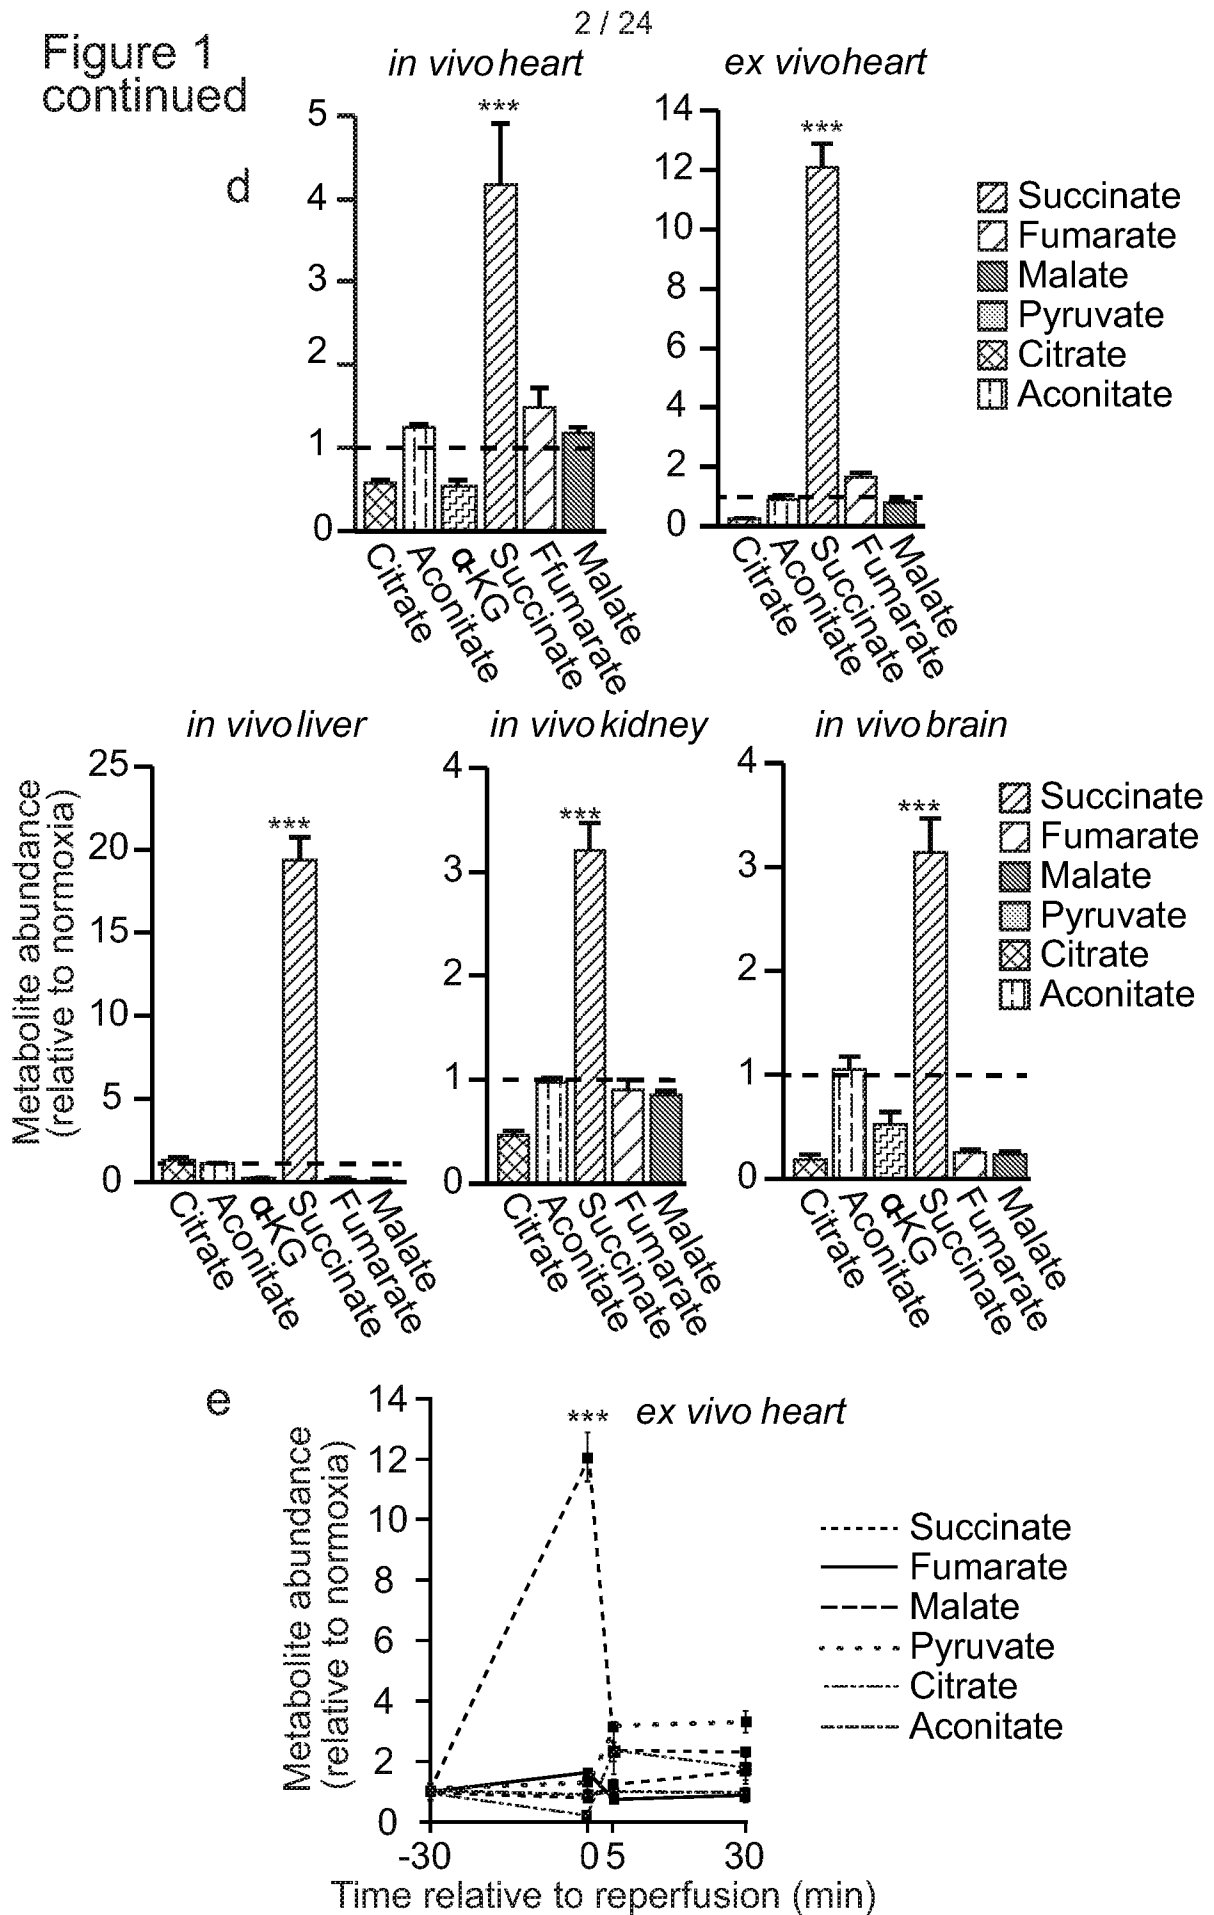 2 / 24
Figure 1
continued
d
in vivo heart
***
5
4
3
2
1
0
Citrate
Aconitate
α-KG
Succinate
Ffumarate
Malate
ex vivo heart
***
14
12
10
8
6
4
2
0
Citrate
Aconitate
Succinate
Fumarate
Malate
Succinate
Fumarate
Malate
Pyruvate
Citrate
Aconitate
Metabolite abundance
(relative to normoxia)
in vivo liver
***
25
20
15
10
5
0
Citrate
Aconitate
α-KG
Succinate
Fumarate
Malate
in vivo kidney
***
4
3
2
1
0
Citrate
Aconitate
Succinate
Fumarate
Malate
in vivo brain
***
4
3
2
1
0
Citrate
Aconitate
α-KG
Succinate
Fumarate
Malate
Succinate
Fumarate
Malate
Pyruvate
Citrate
Aconitate
e
Metabolite abundance
(relative to normoxia)
*** ex vivo heart
14
12
10
8
6
4
2
0
-30 0 5 30
Time relative to reperfusion (min)
Succinate
Fumarate
Malate
Pyruvate
Citrate
Aconitate